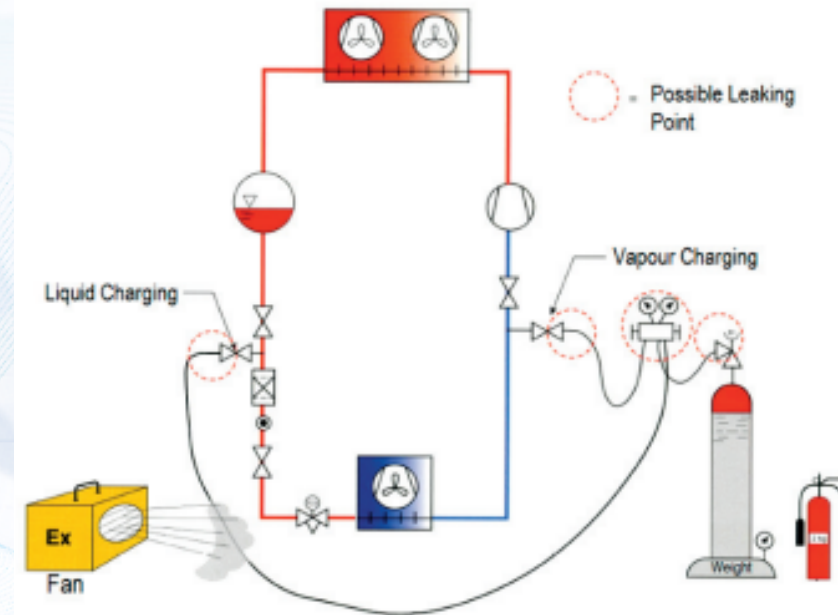 = Possible Leaking
Point
Vapour Charging
Liquid Charging
Ex
Fan
Weight